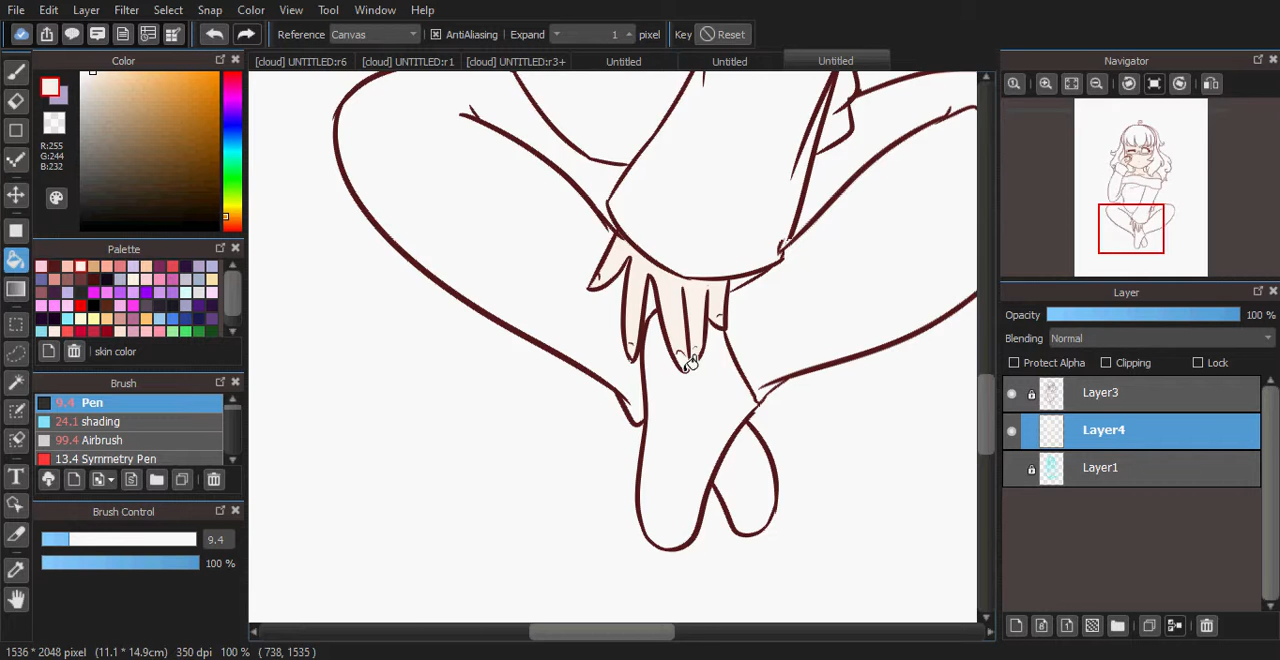 File Edit Layer Filter Select Snap Color View Tool Window Help
Reference Canvas AntiAliasing Expand 1 pixel Key Reset
[cloud] UNTITLED:r6 [cloud] UNTITLED:r1 [cloud] UNTITLED:r3+ Untitled Untitled Untitled
Color
R:255
G:244
B:232
Palette
skin color
Brush
9.4 Pen
24.1 shading
99.4 Airbrush
13.4 Symmetry Pen
Brush Control
9.4
100 %
Navigator
Layer
Opacity 100 %
Blending Normal
Protect Alpha Clipping Lock
Layer3
Layer4
Layer1
1536 * 2048 pixel (11.1 * 14.9cm) 350 dpi 100 % ( 738, 1535 )